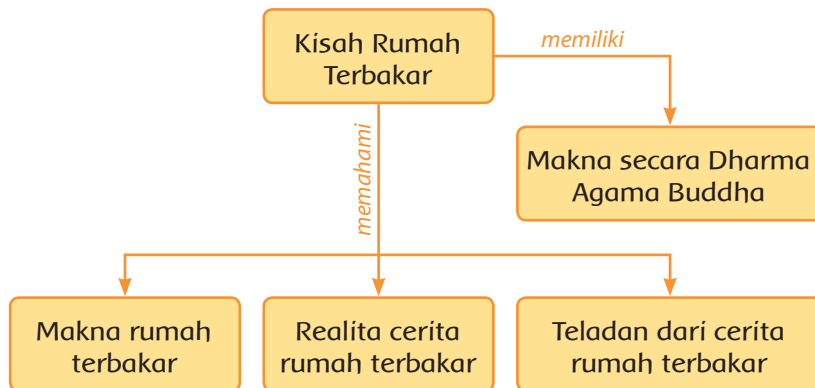 Kisah Rumah
Terbakar
memiliki
Makna secara Dharma
Agama Buddha
memahami
Makna rumah
terbakar
Realita cerita
rumah terbakar
Teladan dari cerita
rumah terbakar